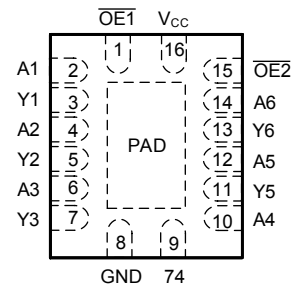 OE1 VCC
1 16
A1 2 15 OE2
Y1 3 14 A6
A2 4 13 Y6
Y2 5 PAD 12 A5
A3 6 11 Y5
Y3 7 10 A4
8 9
GND 74